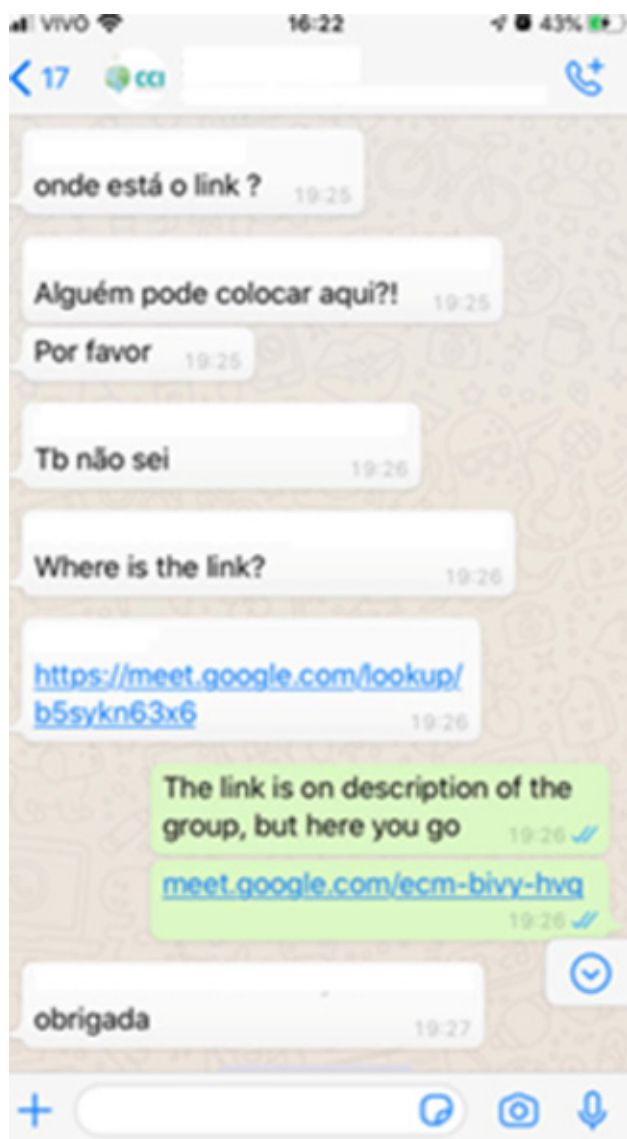 VIVO 16:22 43%
17 CCI
onde está o link ? 19:25
Alguém pode colocar aqui?! 19:25
Por favor 19:25
Tb não sei 19:26
Where is the link? 19:26
https://meet.google.com/lookup/
b5sykn63x6 19:26
The link is on description of the
group, but here you go 19:26
meet.google.com/ecm-bivy-hvq
19:26
obrigada 19:27